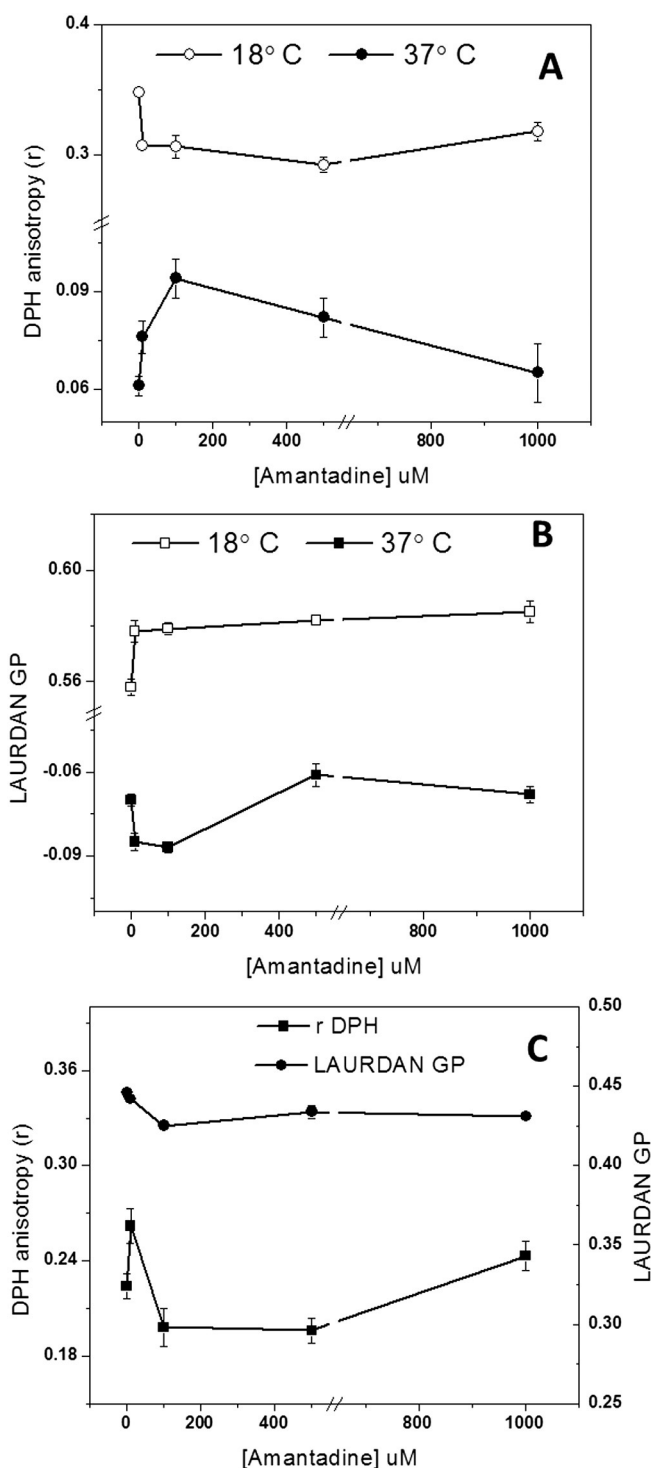 0.4
18° C 37° C A
0.3
DPH anisotropy (r)
0.09
0.06
0 200 400 800 1000
[Amantadine] uM
18° C 37° C B
0.60
0.56
LAURDAN GP
-0.06
-0.09
0 200 400 800 1000
[Amantadine] uM
0.50
r DPH C
0.36 LAURDAN GP
0.45
0.30 0.40
DPH anisotropy (r)
LAURDAN GP
0.35
0.24
0.30
0.18
0.25
0 200 400 800 1000
[Amantadine] uM